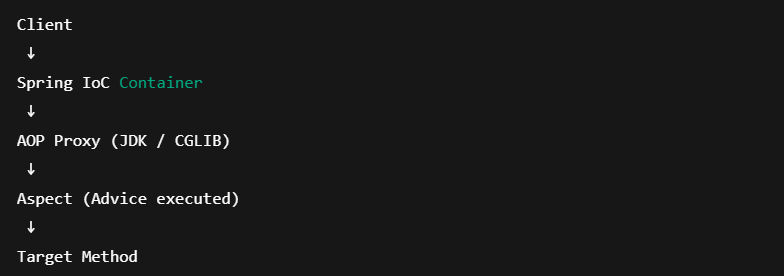 Client
↓
Spring IoC Container
↓
AOP Proxy (JDK / CGLIB)
↓
Aspect (Advice executed)
↓
Target Method